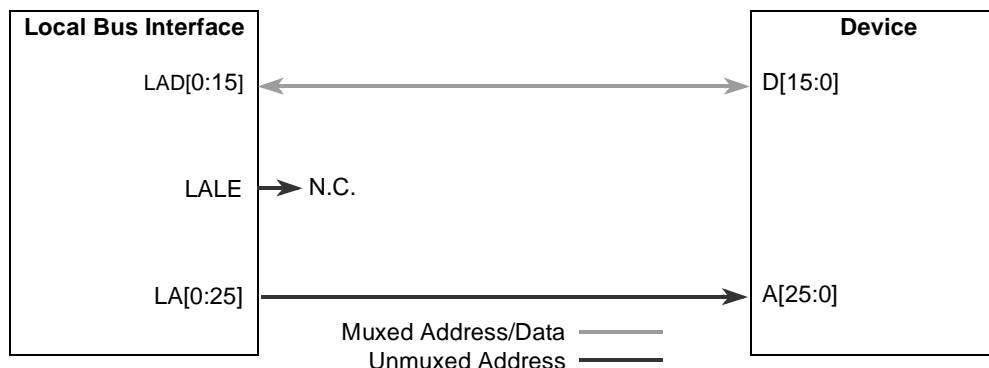 Local Bus Interface
Device
LAD[0:15]
D[15:0]
LALE
N.C.
LA[0:25]
A[25:0]
Muxed Address/Data
Unmuxed Address